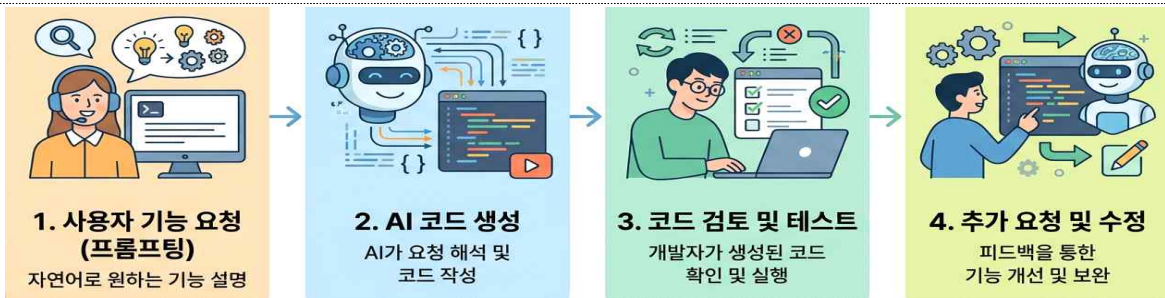 1. 사용자 기능 요청
(프롬프팅)
자연어로 원하는 기능 설명
2. AI 코드 생성
AI가 요청 해석 및
코드 작성
3. 코드 검토 및 테스트
개발자가 생성된 코드
확인 및 실행
4. 추가 요청 및 수정
피드백을 통한
기능 개선 및 보완